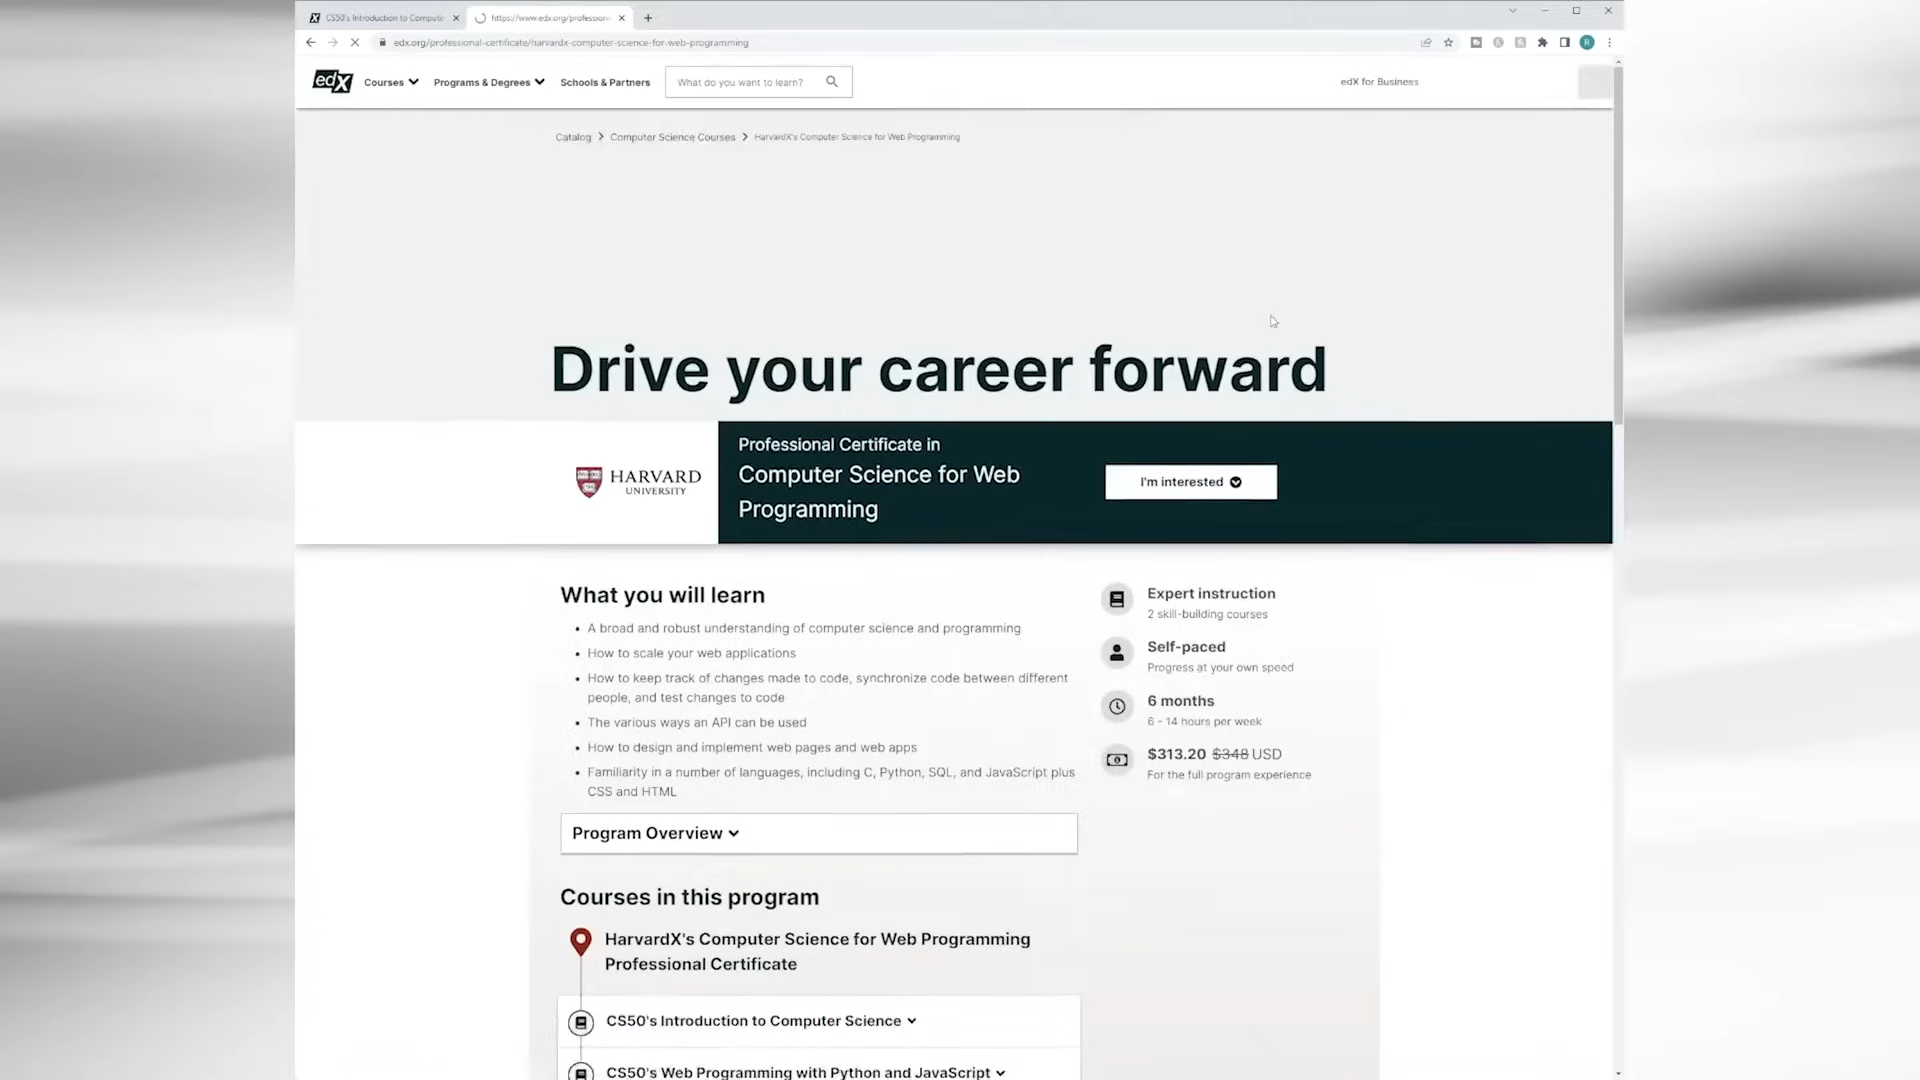 CS50's Introduction to Compute
https://www.edx.org/profession
edx.org/professional-certificate/harvardx-computer-science-for-web-programming
R
edX
Courses
Programs & Degrees
Schools & Partners
What do you want to learn?
edX for Business
Catalog
Computer Science Courses
HarvardX's Computer Science for Web Programming
Drive your career forward
HARVARD
UNIVERSITY
Professional Certificate in
Computer Science for Web
Programming
I'm interested
What you will learn
• A broad and robust understanding of computer science and programming
• How to scale your web applications
• How to keep track of changes made to code, synchronize code between different
people, and test changes to code
• The various ways an API can be used
• How to design and implement web pages and web apps
• Familiarity in a number of languages, including C, Python, SQL, and JavaScript plus
CSS and HTML
Expert instruction
2 skill-building courses
Self-paced
Progress at your own speed
6 months
6 - 14 hours per week
$313.20 $348 USD
For the full program experience
Program Overview
Courses in this program
HarvardX's Computer Science for Web Programming
Professional Certificate
CS50's Introduction to Computer Science
CS50's Web Programming with Python and JavaScript